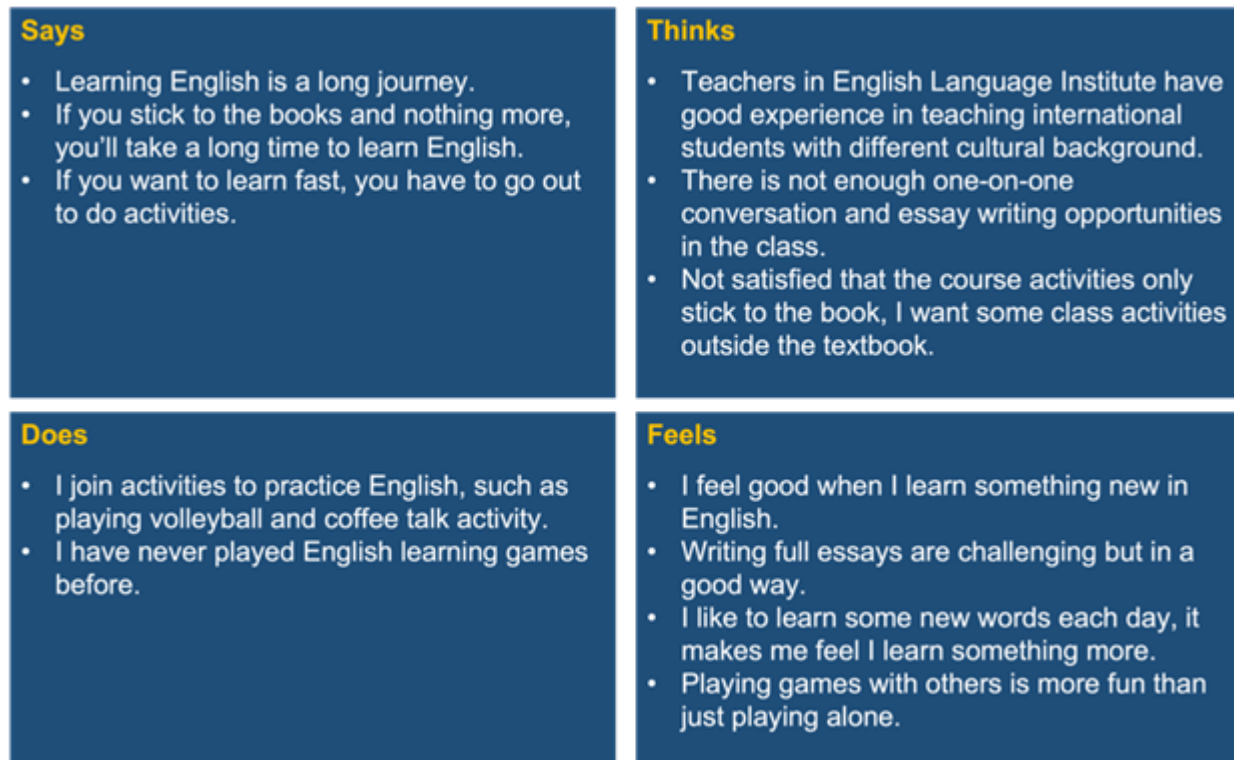 Says
• Learning English is a long journey.
• If you stick to the books and nothing more,
you'll take a long time to learn English.
• If you want to learn fast, you have to go out
to do activities.
Thinks
• Teachers in English Language Institute have
good experience in teaching international
students with different cultural background.
• There is not enough one-on-one
conversation and essay writing opportunities
in the class.
• Not satisfied that the course activities only
stick to the book, I want some class activities
outside the textbook.
Does
• I join activities to practice English, such as
playing volleyball and coffee talk activity.
• I have never played English learning games
before.
Feels
• I feel good when I learn something new in
English.
• Writing full essays are challenging but in a
good way.
• I like to learn some new words each day, it
makes me feel I learn something more.
• Playing games with others is more fun than
just playing alone.